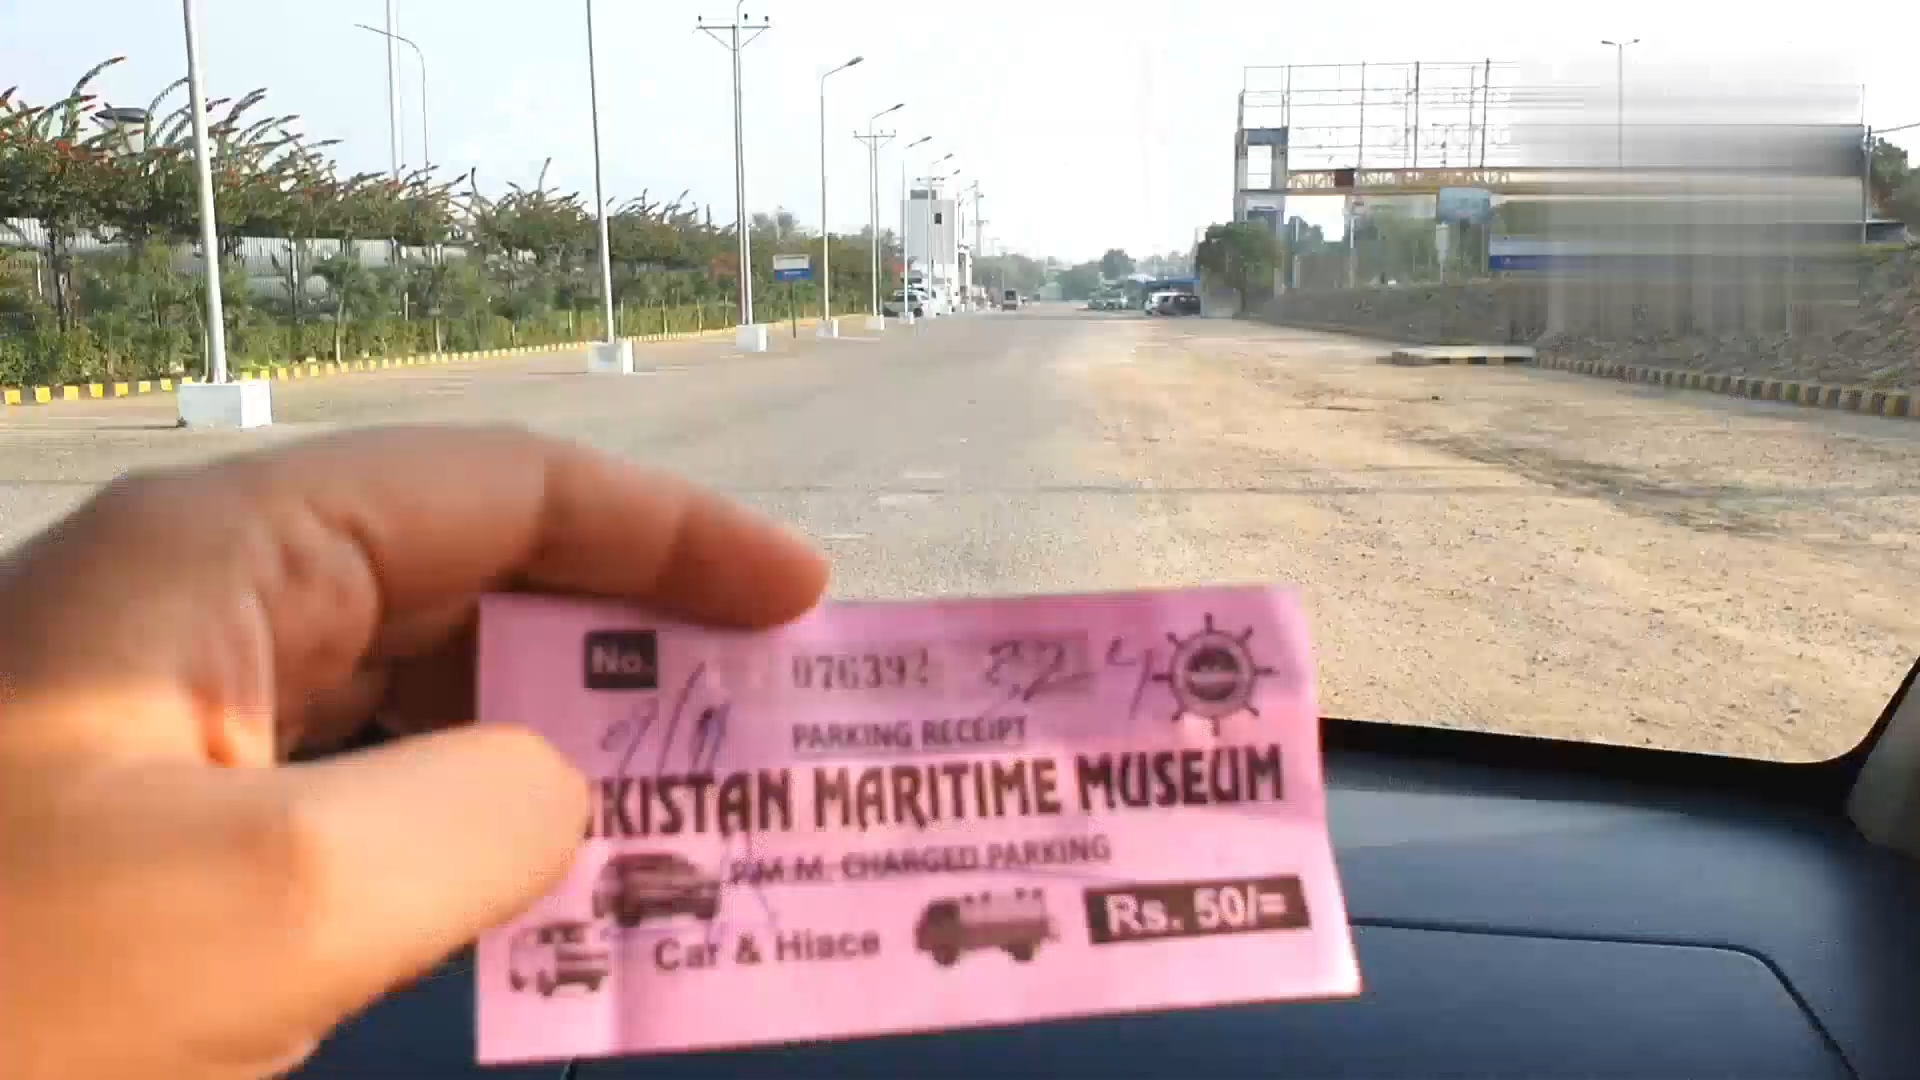 No. 076392
PARKING RECEIPT
KISTAN MARITIME MUSEUM
P.M.M. CHARGED PARKING
Car & Hiace
Rs. 50/=